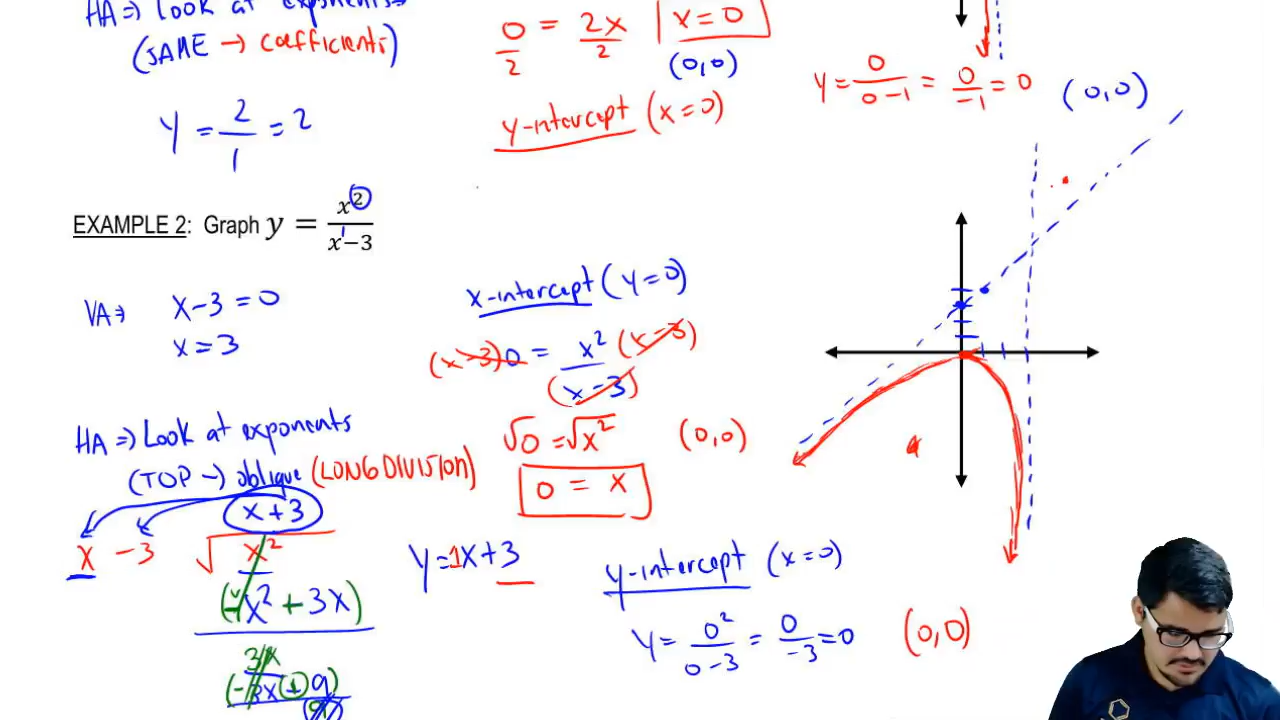 HA ⇒ Look at exponents
(SAME → coefficients)
y = 2/1 = 2
0/2 = 2x/2 x = 0
(0,0)
y-intercept (x=0)
y = 0/0-1 = 0/-1 = 0 (0,0)
EXAMPLE 2: Graph y = x²/x-3
VA ⇒ x-3 = 0
x = 3
HA ⇒ Look at exponents
(TOP → oblique (LONG DIVISION)
x+3
x -3 √x²
(-x² + 3x)
3x
(-3x + 9)
9
y = 1x+3
x-intercept (y=0)
(x-3) 0 = x²/(x-3) (x-3)
√0 = √x² (0,0)
0 = x
y-intercept (x=0)
y = 0²/0-3 = 0/-3 = 0 (0,0)